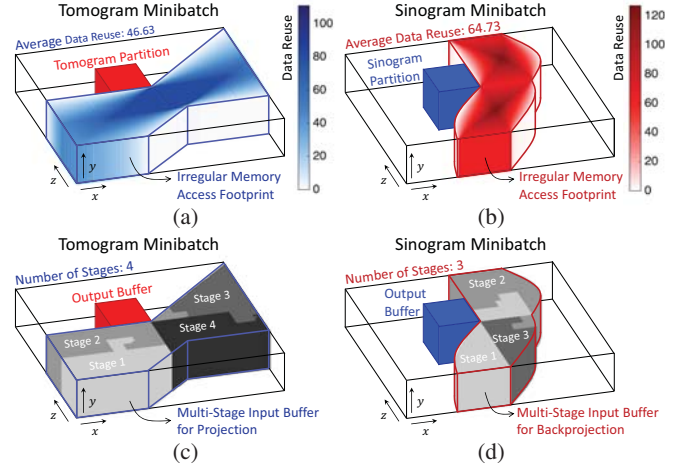 Tomogram Minibatch
Average Data Reuse: 46.63
Tomogram Partition
Data Reuse
100
80
60
40
20
0
y
z
x
Irregular Memory
Access Footprint
(a)
Sinogram Minibatch
Average Data Reuse: 64.73
Sinogram
Partition
Data Reuse
120
100
80
60
40
20
0
y
z
x
Irregular Memory
Access Footprint
(b)
Tomogram Minibatch
Number of Stages: 4
Output Buffer
Stage 3
Stage 4
Stage 2
Stage 1
y
z
x
Multi-Stage Input Buffer
for Projection
(c)
Sinogram Minibatch
Number of Stages: 3
Output
Buffer
Stage 2
Stage 3
Stage 1
y
z
x
Multi-Stage Input Buffer
for Backprojection
(d)